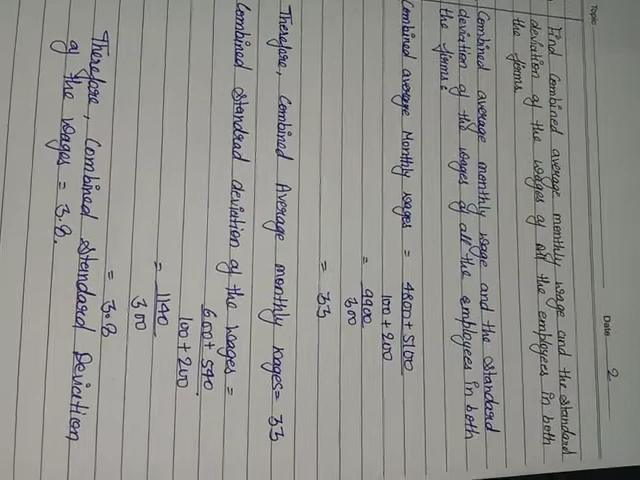 Topic
Date 2
Find Combined average monthly wage and the standard
deviation of the wages of all the employees in both
the firms.
Combined average monthly wage and the standard
deviation of the wages of all the employees in both
the firms:
Combined average Monthly wages = 4800+5100
100+200
= 9900
300
= 33
Therefore, Combined Average monthly wages= 33
Combined Standrad deviation of the wages =
600+540
100+200
= 1140
300
= 3.8
Therefore, Combined Standard Deviation
of the wages = 3.8.